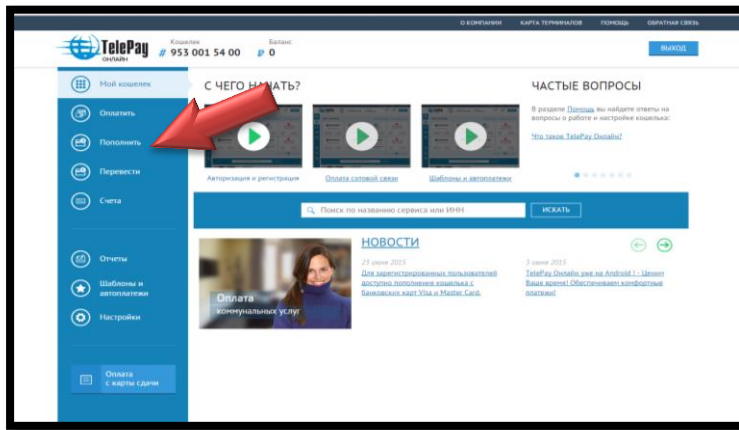 О КОМПАНИИ КАРТА ТЕРМИНАЛОВ ПОМОЩЬ ОБРАТНАЯ СВЯЗЬ
TelePay
ОНЛАЙН
Кошелек
# 953 001 54 00
Баланс
₽ 0
ВЫХОД
Мой кошелек
Оплатить
Пополнить
Перевести
Счета
Отчеты
Шаблоны и
автоплатежи
Настройки
Оплата
с карты сдачи
С ЧЕГО НАЧАТЬ?
Авторизация и регистрация
Оплата сотовой связи
Шаблоны и автоплатежи
ЧАСТЫЕ ВОПРОСЫ
В разделе Помощь вы найдете ответы на
вопросы о работе и настройке кошелька:
Что такое TelePay Онлайн?
Поиск по названию сервиса или ИНН
ИСКАТЬ
Оплата
коммунальных услуг
НОВОСТИ
23 июня 2015
Для зарегистрированных пользователей
доступно пополнение кошелька с
банковских карт Visa и Master Card.
3 июня 2015
TelePay Онлайн уже на Android ! - Ценим
Ваше время! Обеспечиваем комфортные
платежи!